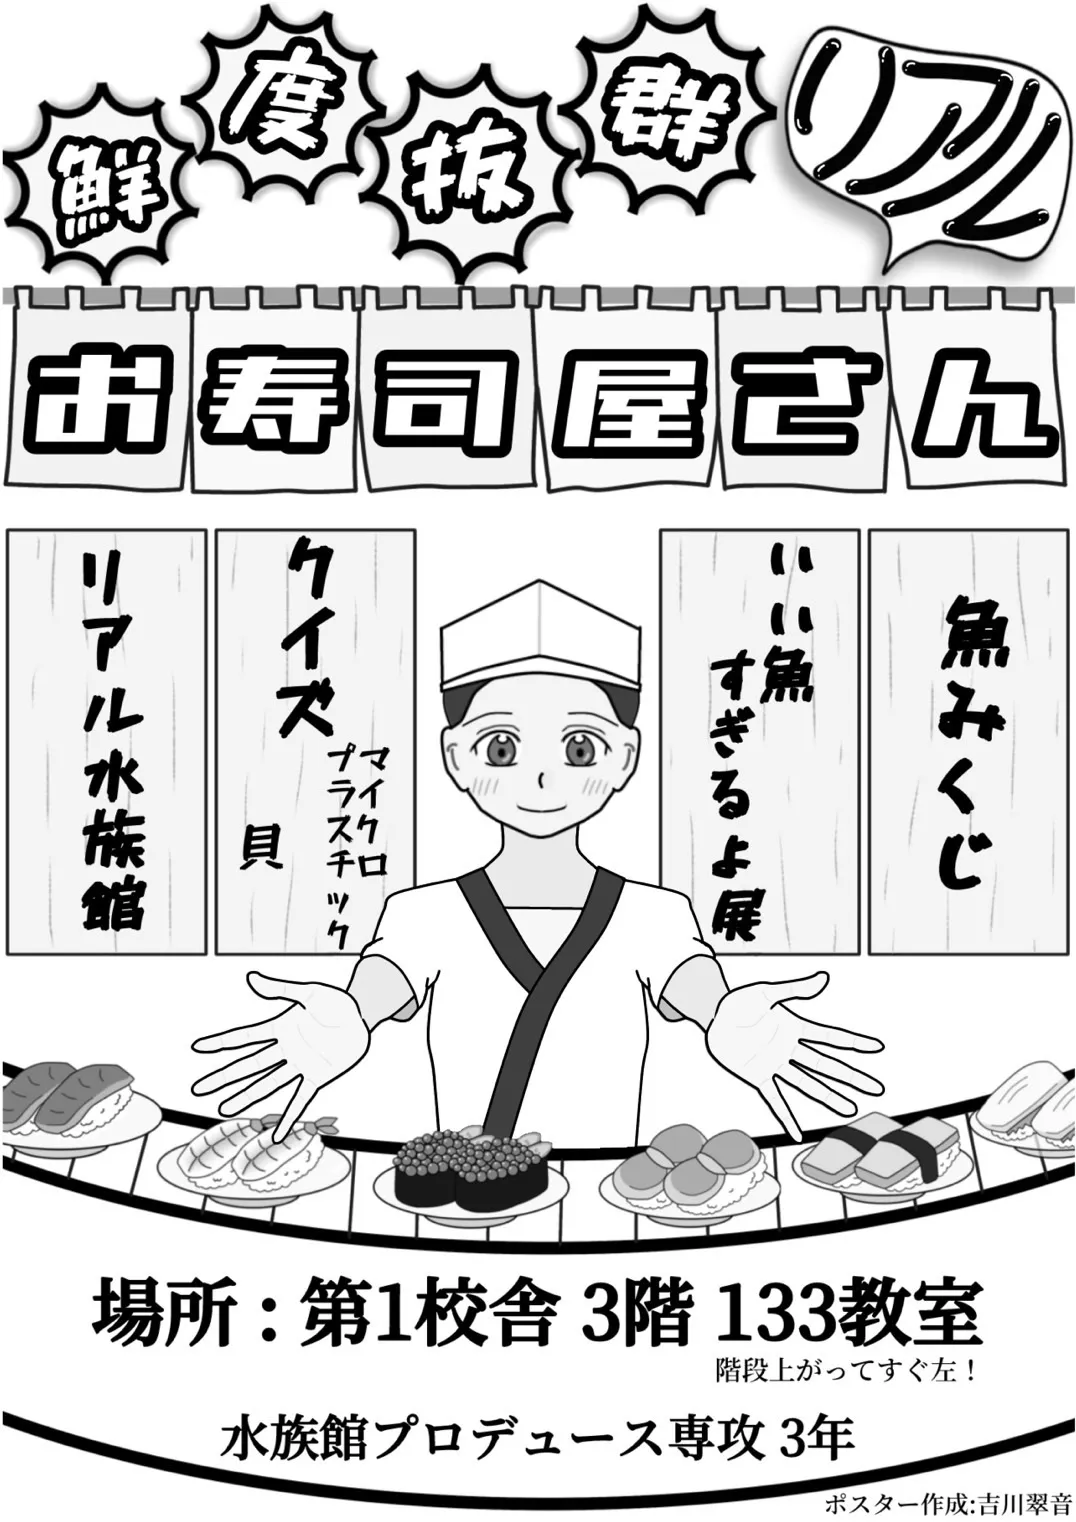 鮮度抜群
リアル
お寿司屋さん
魚みくじ
いい魚
すぎるよ展
クイズ
マイクロ
プラスチック
貝
リアル水族館
場所 : 第1校舎 3階 133教室
階段上がってすぐ左！
水族館プロデュース専攻 3年
ポスター作成:吉川翠音